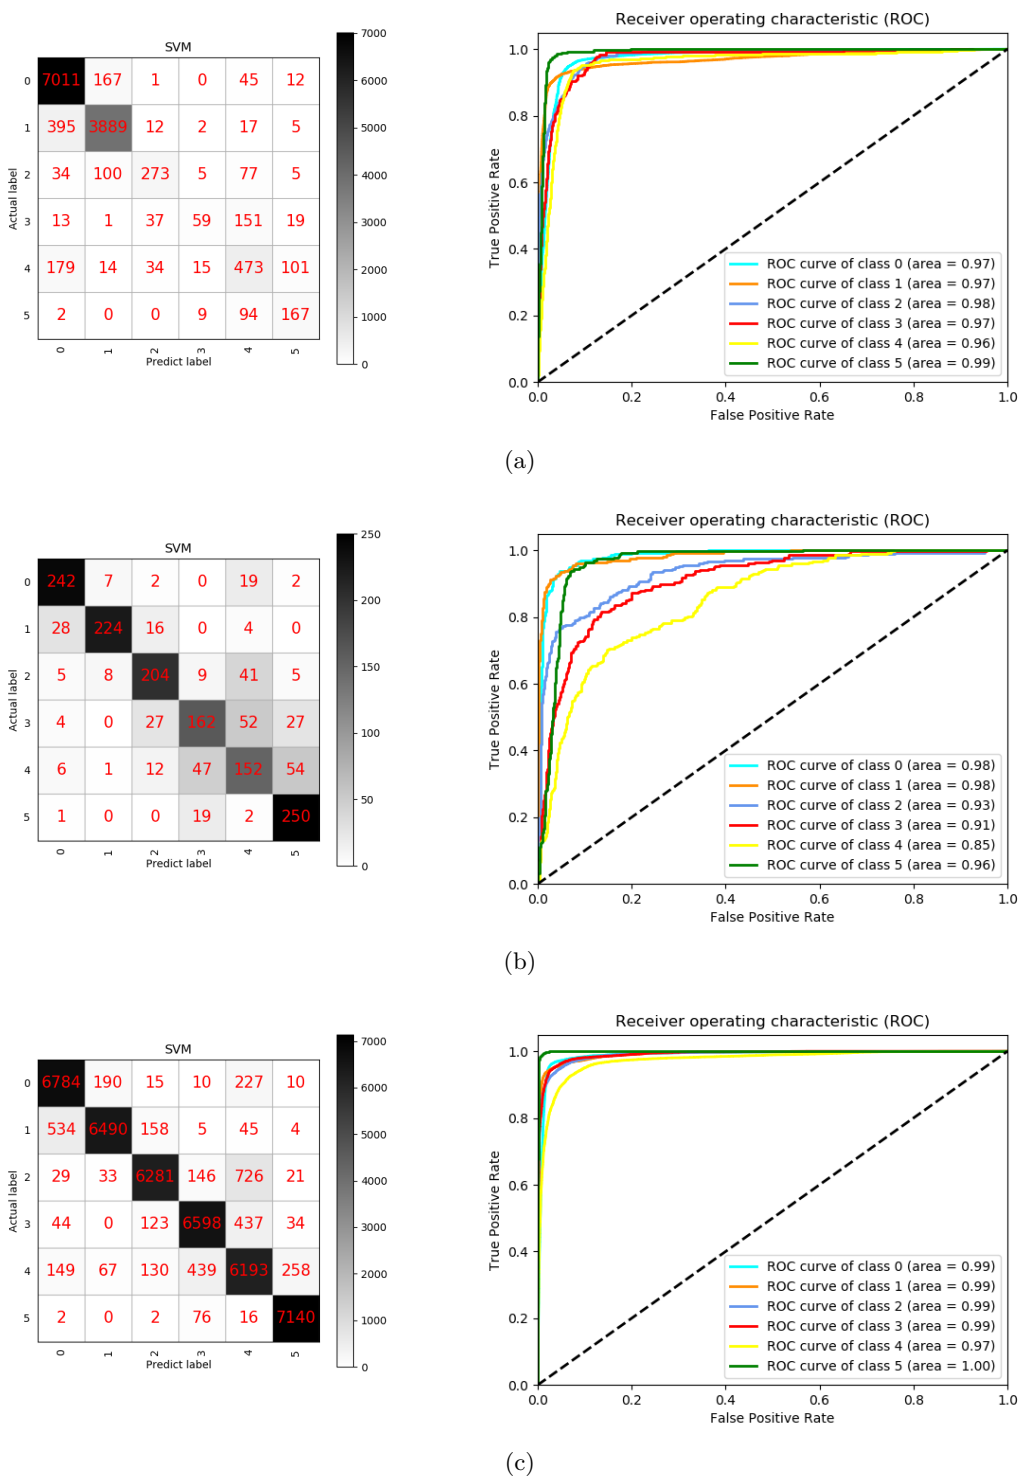 SVM
0 7011 167 1 0 45 12
1 395 3889 12 2 17 5
2 34 100 273 5 77 5
3 13 1 37 59 151 19
4 179 14 34 15 473 101
5 2 0 0 9 94 167
0 1 2 3 4 5
Predict label
Actual label
7000
6000
5000
4000
3000
2000
1000
0
Receiver operating characteristic (ROC)
1.0
0.8
0.6
0.4
0.2
0.0
True Positive Rate
ROC curve of class 0 (area = 0.97)
ROC curve of class 1 (area = 0.97)
ROC curve of class 2 (area = 0.98)
ROC curve of class 3 (area = 0.97)
ROC curve of class 4 (area = 0.96)
ROC curve of class 5 (area = 0.99)
0.0 0.2 0.4 0.6 0.8 1.0
False Positive Rate
(a)
SVM
0 242 7 2 0 19 2
1 28 224 16 0 4 0
2 5 8 204 9 41 5
3 4 0 27 162 52 27
4 6 1 12 47 152 54
5 1 0 0 19 2 250
0 1 2 3 4 5
Predict label
Actual label
250
200
150
100
50
0
Receiver operating characteristic (ROC)
1.0
0.8
0.6
0.4
0.2
0.0
True Positive Rate
ROC curve of class 0 (area = 0.98)
ROC curve of class 1 (area = 0.98)
ROC curve of class 2 (area = 0.93)
ROC curve of class 3 (area = 0.91)
ROC curve of class 4 (area = 0.85)
ROC curve of class 5 (area = 0.96)
0.0 0.2 0.4 0.6 0.8 1.0
False Positive Rate
(b)
SVM
0 6784 190 15 10 227 10
1 534 6490 158 5 45 4
2 29 33 6281 146 726 21
3 44 0 123 6598 437 34
4 149 67 130 439 6193 258
5 2 0 2 76 16 7140
0 1 2 3 4 5
Predict label
Actual label
7000
6000
5000
4000
3000
2000
1000
0
Receiver operating characteristic (ROC)
1.0
0.8
0.6
0.4
0.2
0.0
True Positive Rate
ROC curve of class 0 (area = 0.99)
ROC curve of class 1 (area = 0.99)
ROC curve of class 2 (area = 0.99)
ROC curve of class 3 (area = 0.99)
ROC curve of class 4 (area = 0.97)
ROC curve of class 5 (area = 1.00)
0.0 0.2 0.4 0.6 0.8 1.0
False Positive Rate
(c)